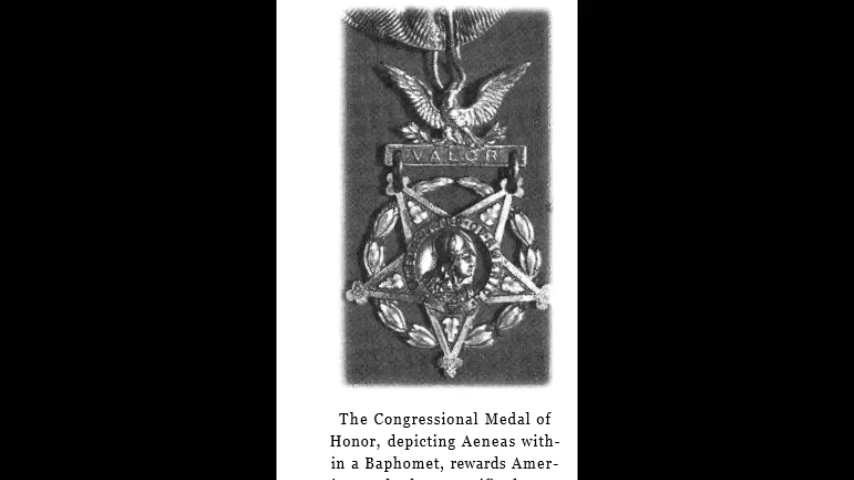 VALOR
The Congressional Medal of
Honor, depicting Aeneas with-
in a Baphomet, rewards Amer-